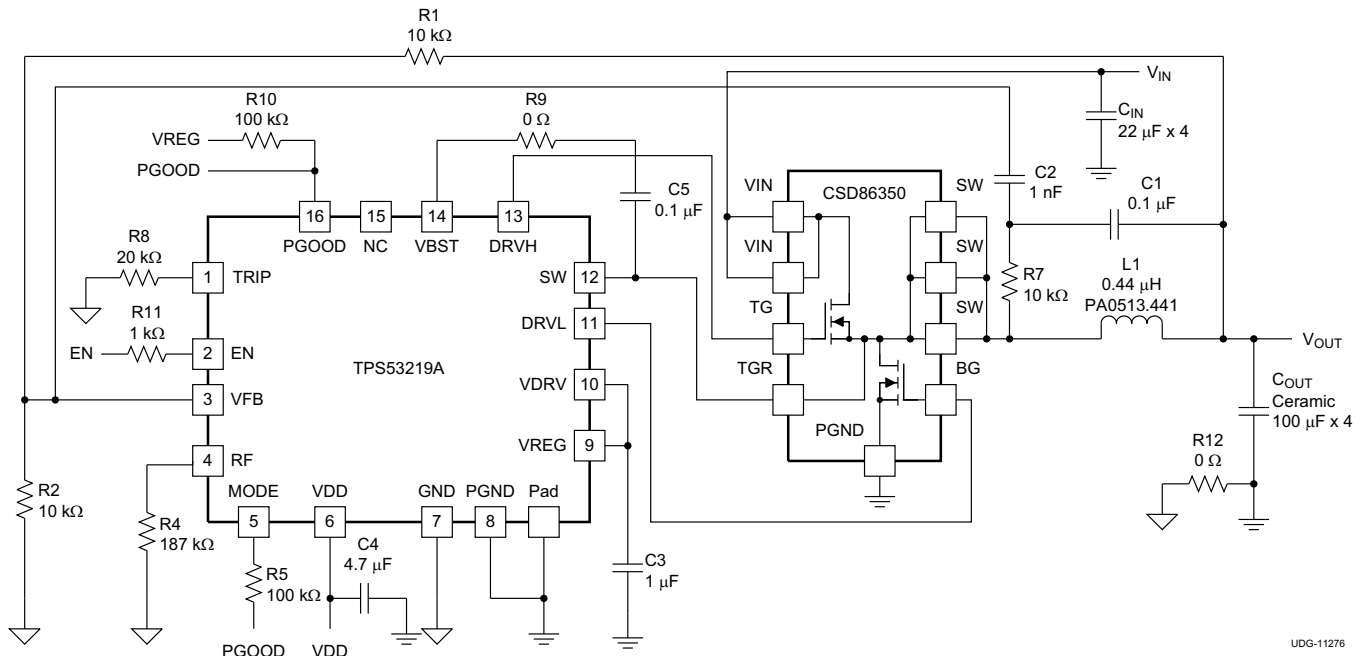 R1
10 kΩ
VIN
R10
100 kΩ
R9
0 Ω
CIN
22 µF x 4
VREG
PGOOD
C5
0.1 µF
VIN
CSD86350
SW
C2
1 nF
C1
0.1 µF
16
15
14
13
PGOOD
NC
VBST
DRVH
VIN
SW
R8
20 kΩ
1
TRIP
SW
12
R7
10 kΩ
L1
0.44 µH
PA0513.441
TG
SW
R11
1 kΩ
DRVL
11
EN
2
EN
TPS53219A
VOUT
TGR
BG
3
VFB
VDRV
10
COUT
Ceramic
100 µF x 4
PGND
VREG
9
4
RF
R12
0 Ω
R2
10 kΩ
MODE
VDD
GND
PGND
Pad
5
6
7
8
R4
187 kΩ
C4
4.7 µF
C3
1 µF
R5
100 kΩ
PGOOD
VDD
UDG-11276